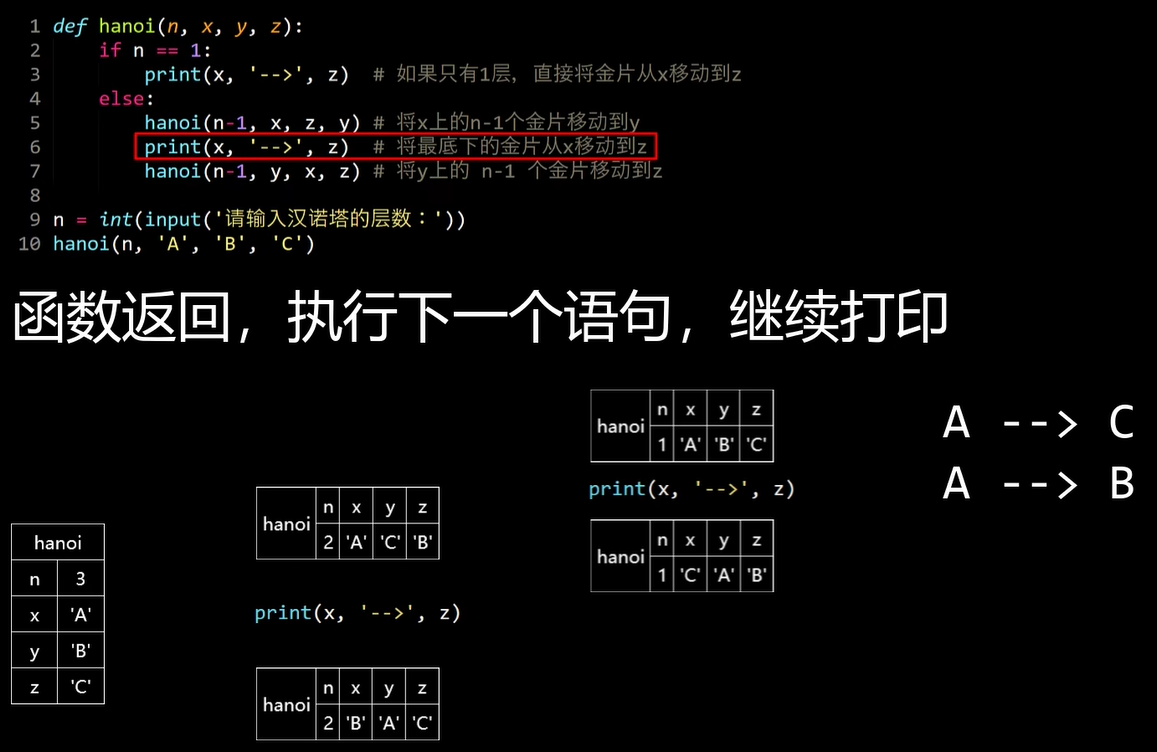 1 def hanoi(n, x, y, z):
2 if n == 1:
3 print(x, '-->', z) # 如果只有1层，直接将金片从x移动到z
4 else:
5 hanoi(n-1, x, z, y) # 将x上的n-1个金片移动到y
6 print(x, '-->', z) # 将最底下的金片从x移动到z
7 hanoi(n-1, y, x, z) # 将y上的 n-1 个金片移动到z
8
9 n = int(input('请输入汉诺塔的层数：'))
10 hanoi(n, 'A', 'B', 'C')
函数返回，执行下一个语句，继续打印
hanoi
n 3
x 'A'
y 'B'
z 'C'
hanoi
n x y z
2 'A' 'C' 'B'
print(x, '-->', z)
hanoi
n x y z
2 'B' 'A' 'C'
hanoi
n x y z
1 'A' 'B' 'C'
print(x, '-->', z)
hanoi
n x y z
1 'C' 'A' 'B'
A --> C
A --> B